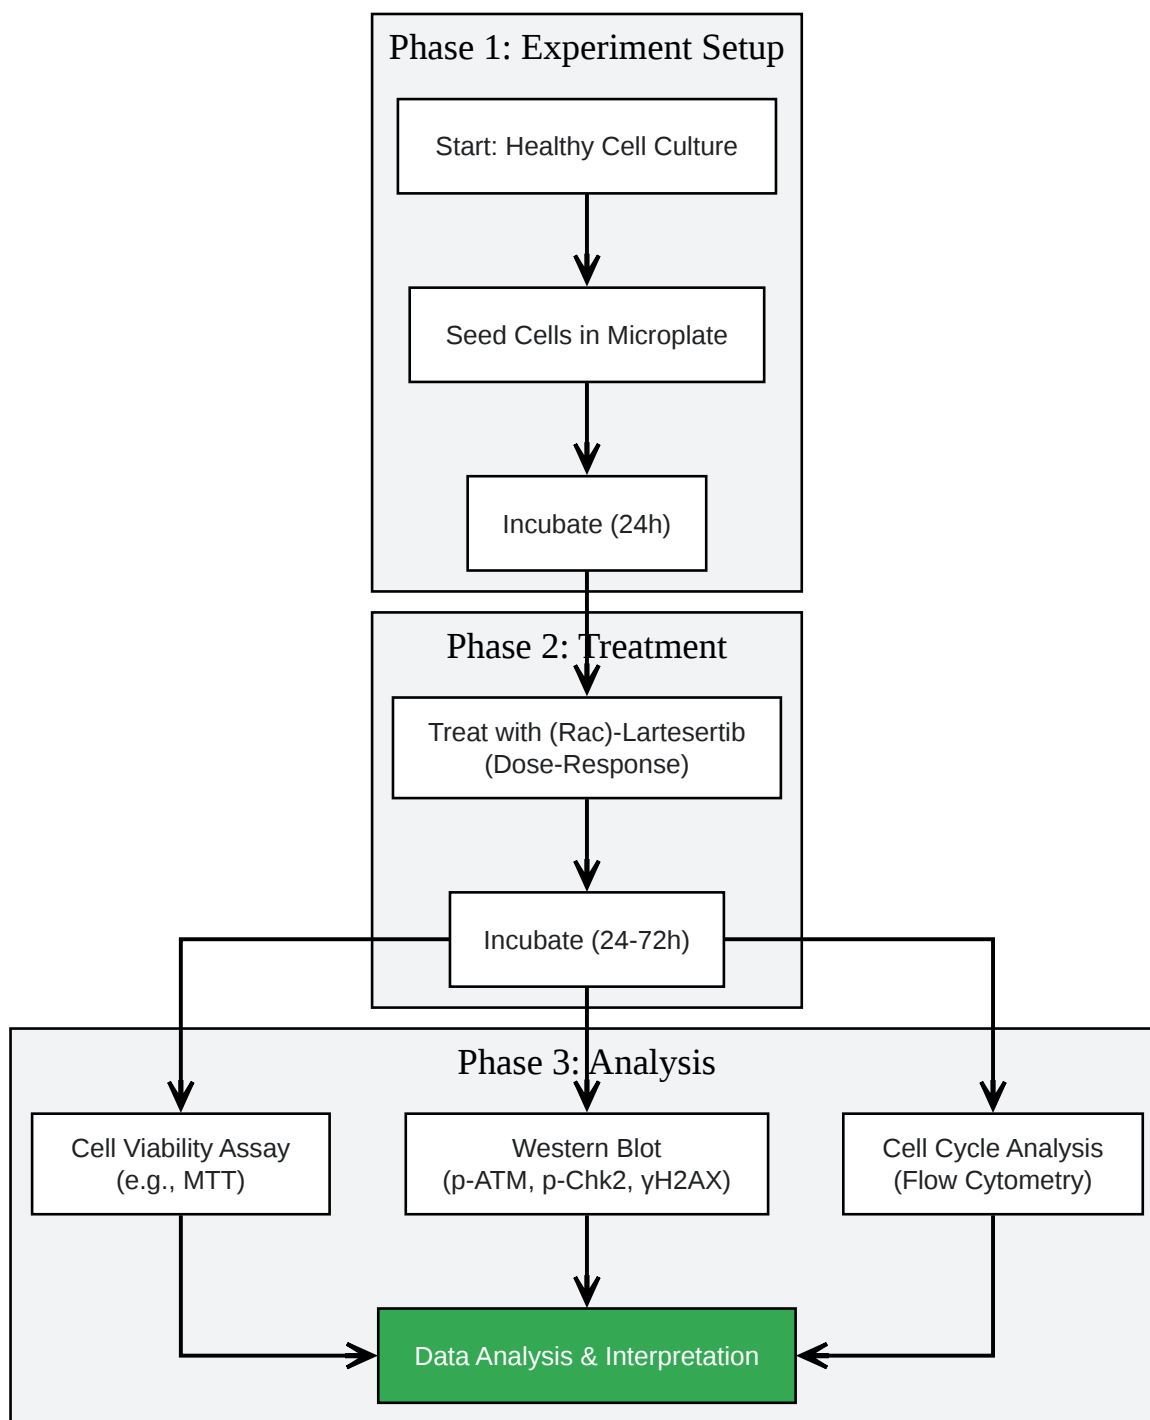 Phase 1: Experiment Setup
Start: Healthy Cell Culture
Seed Cells in Microplate
Incubate (24h)
Phase 2: Treatment
Treat with (Rac)-Lartesertib
(Dose-Response)
Incubate (24-72h)
Phase 3: Analysis
Cell Viability Assay
(e.g., MTT)
Western Blot
(p-ATM, p-Chk2, γH2AX)
Cell Cycle Analysis
(Flow Cytometry)
Data Analysis & Interpretation